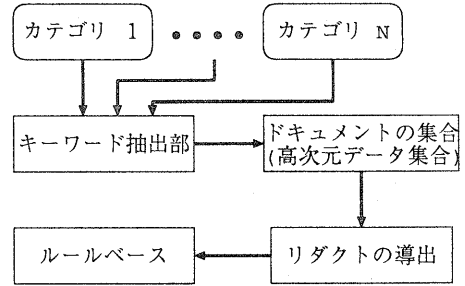 カテゴリ 1
カテゴリ N
キーワード抽出部
ドキュメントの集合
(高次元データ集合)
ルールベース
リダクトの導出